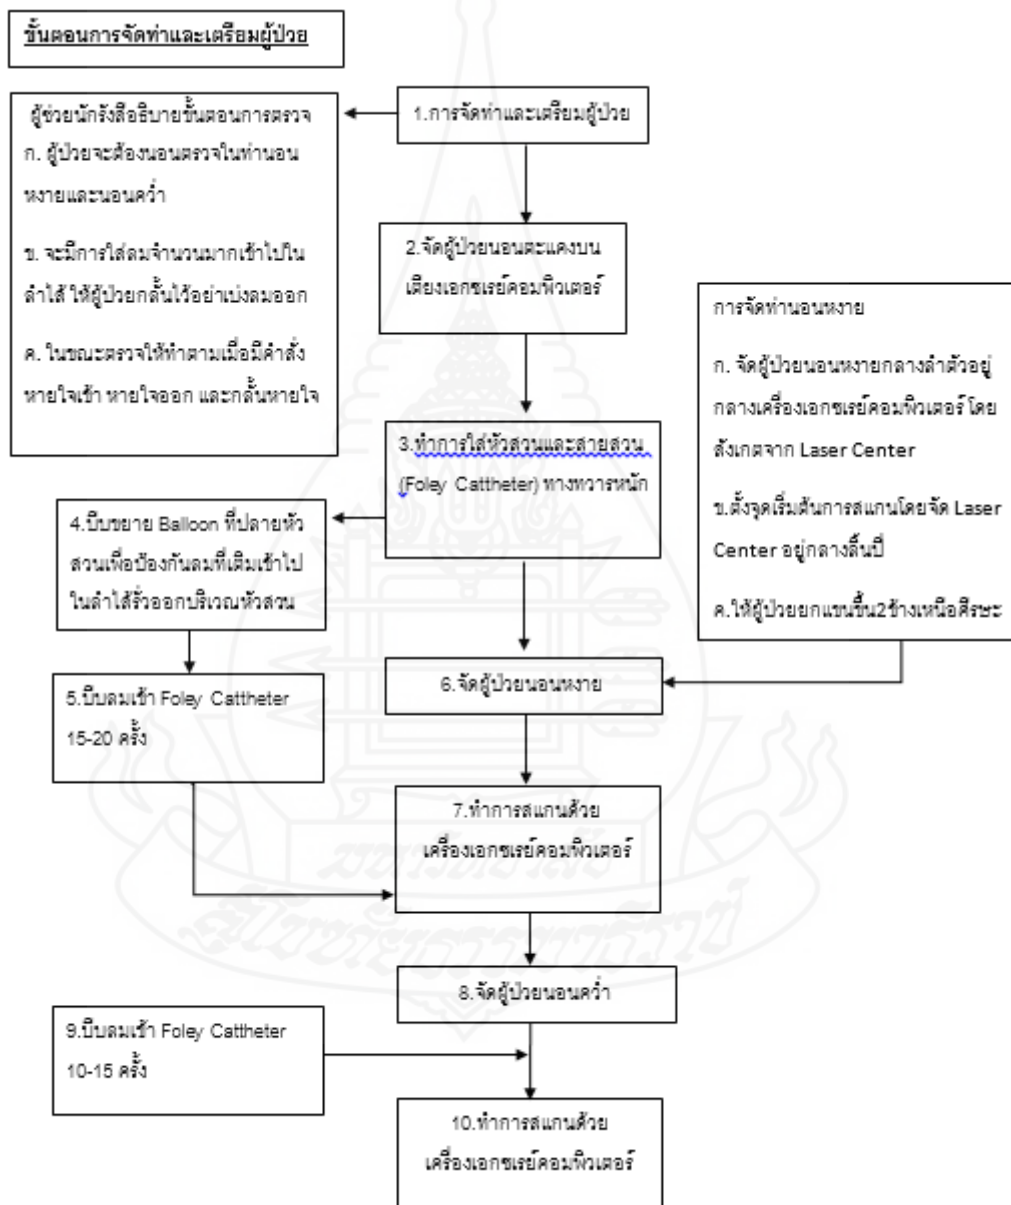 ขั้นตอนการจัดท่าและเตรียมผู้ป่วย
1.การจัดท่าและเตรียมผู้ป่วย
ผู้ช่วยนักรังสีอธิบายขั้นตอนการตรวจ
ก. ผู้ป่วยจะต้องนอนตรวจในท่านอน
หงายและนอนคว่ำ
ข. จะมีการใส่ลมจำนวนมากเข้าไปใน
ลำไส้ ให้ผู้ป่วยกลั้นไว้อย่าเบ่งลมออก
ค. ในขณะตรวจให้ทำตามเมื่อมีคำสั่ง
หายใจเข้า หายใจออก และกลั้นหายใจ
2.จัดผู้ป่วยนอนตะแคงบน
เตียงเอกซเรย์คอมพิวเตอร์
การจัดท่านอนหงาย
ก. จัดผู้ป่วยนอนหงายกลางลำตัวอยู่
กลางเครื่องเอกซเรย์คอมพิวเตอร์ โดย
สังเกตจาก Laser Center
ข.ตั้งจุดเริ่มต้นการสแกนโดยจัด Laser
Center อยู่กลางลิ้นปี่
ค.ให้ผู้ป่วยยกแขนขึ้น2ข้างเหนือศีรษะ
3.ทำการใส่หัวสวนและสายสวน
(Foley Cattheter) ทางทวารหนัก
4.บีบขยาย Balloon ที่ปลายหัว
สวนเพื่อป้องกันลมที่เติมเข้าไป
ในลำไส้รั่วออกบริเวณหัวสวน
5.บีบลมเข้า Foley Cattheter
15-20 ครั้ง
6.จัดผู้ป่วยนอนหงาย
7.ทำการสแกนด้วย
เครื่องเอกซเรย์คอมพิวเตอร์
8.จัดผู้ป่วยนอนคว่ำ
9.บีบลมเข้า Foley Cattheter
10-15 ครั้ง
10.ทำการสแกนด้วย
เครื่องเอกซเรย์คอมพิวเตอร์